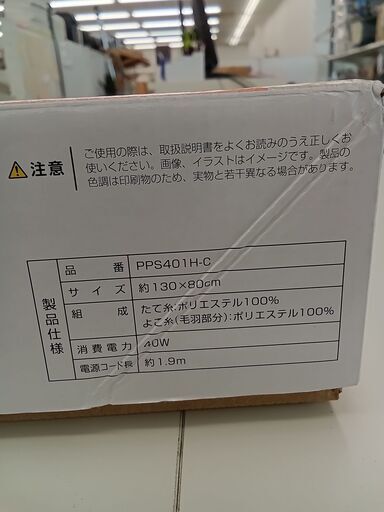 ⚠注意
ご使用の際は、取扱説明書をよくお読みのうえ正しくお
使いください。画像、イラストはイメージです。製品の
色調は印刷物のため、実物と若干異なる場合があります。
製品仕様
品番 PPS401H-C
サイズ 約130×80cm
組成 たて糸:ポリエステル100%
よこ糸(毛羽部分):ポリエステル100%
消費電力 40W
電源コード長 約1.9m